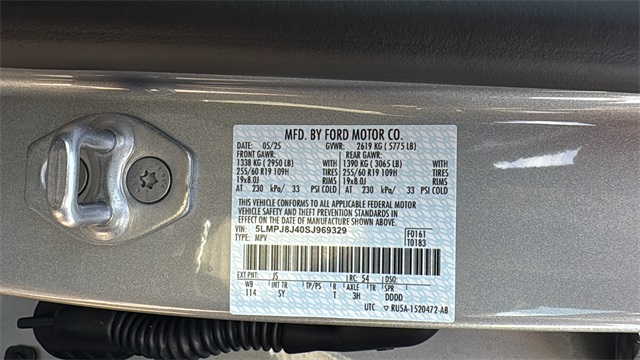 MFD. BY FORD MOTOR CO.
DATE: 05/25 GVWR: 2619 KG ( 5775 LB)
FRONT GAWR: REAR GAWR:
1338 KG ( 2950 LB) WITH 1390 KG ( 3065 LB) WITH
255/60 R19 109H TIRES 255/60 R19 109H TIRES
19x8.0J RIMS 19x8.0J RIMS
AT 230 kPa/ 33 PSI COLD AT 230 kPa/ 33 PSI COLD
THIS VEHICLE CONFORMS TO ALL APPLICABLE FEDERAL MOTOR
VEHICLE SAFETY AND THEFT PREVENTION STANDARDS IN
EFFECT ON THE DATE OF MANUFACTURE SHOWN ABOVE.
VIN: 5LMPJ8J40SJ969329 F0161
TYPE: MPV T0183
EXT PNT: JS RC: 54 DSO:
WB INT TR TP/PS R AXLE TR SPR
114 SY T 3H DDDD
UTC ▽ RU5A-1520472-AB